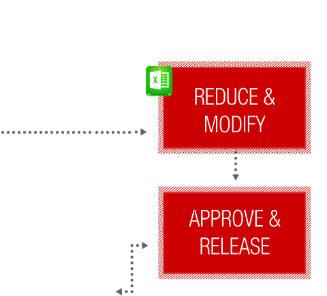 REDUCE &
MODIFY
APPROVE &
RELEASE